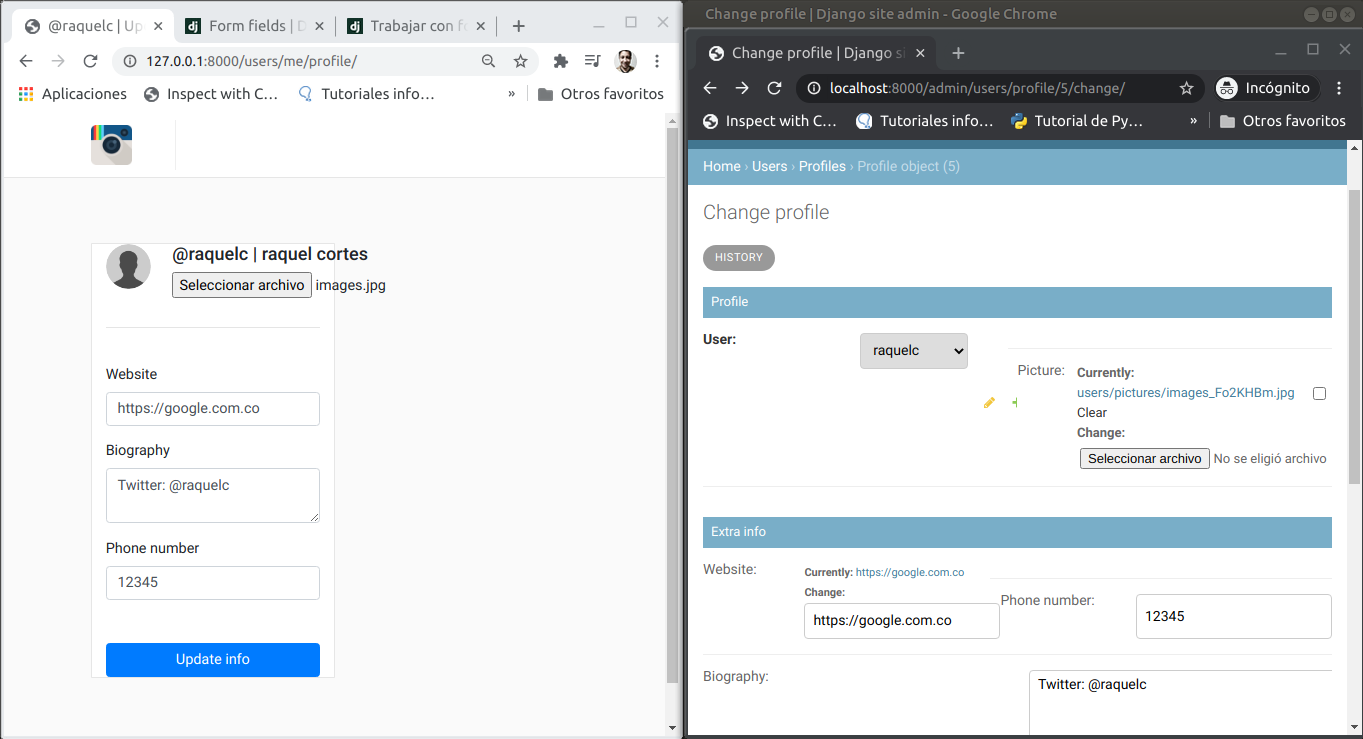 @raquelc | Up
Form fields | D
Trabajar con fo
127.0.0.1:8000/users/me/profile/
Aplicaciones
Inspect with C...
Tutoriales info...
»
Otros favoritos
@raquelc | raquel cortes
Seleccionar archivo images.jpg
Website
https://google.com.co
Biography
Twitter: @raquelc
Phone number
12345
Update info
Change profile | Django site admin - Google Chrome
Change profile | Django si
localhost:8000/admin/users/profile/5/change/
Incógnito
Inspect with C...
Tutoriales info...
Tutorial de Py...
»
Otros favoritos
Home › Users › Profiles › Profile object (5)
Change profile
HISTORY
Profile
User:
raquelc
Picture:
Currently:
users/pictures/images_Fo2KHBm.jpg
Clear
Change:
Seleccionar archivo No se eligió archivo
Extra info
Website:
Currently: https://google.com.co
Change:
https://google.com.co
Phone number:
12345
Biography:
Twitter: @raquelc